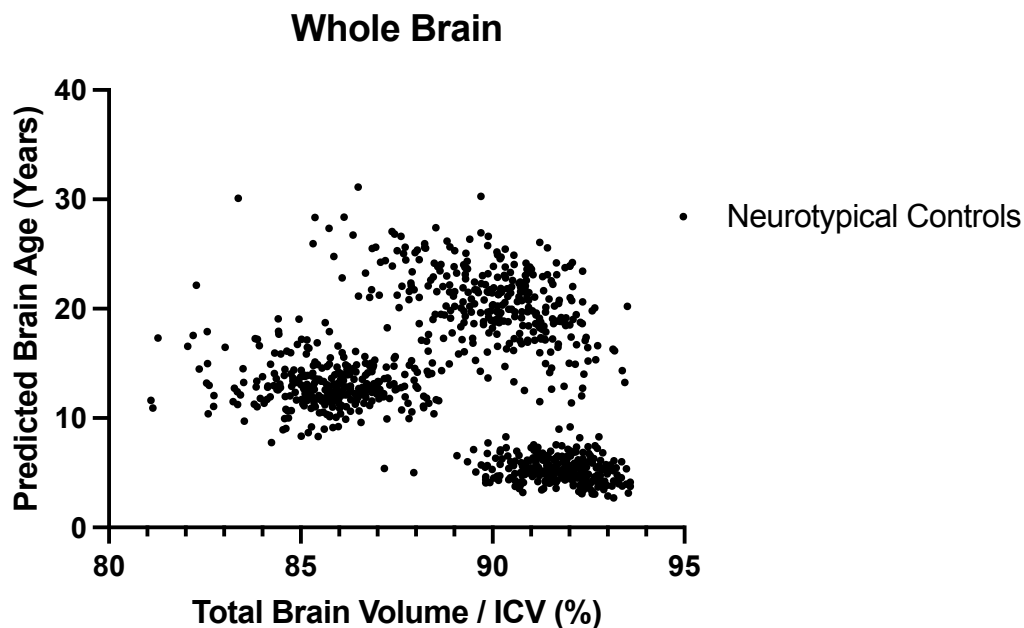 Whole Brain
Predicted Brain Age (Years)
40
30
20
10
0
80
85
90
95
Total Brain Volume / ICV (%)
Neurotypical Controls